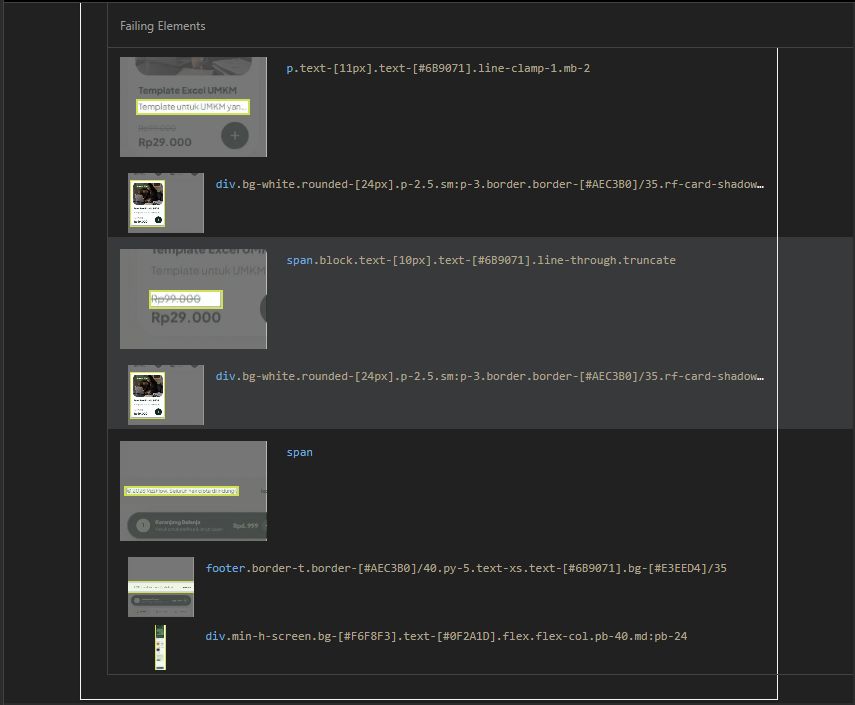 Failing Elements
p.text-[11px].text-[#6B9071].line-clamp-1.mb-2
Template Excel UMKM
Template untuk UMKM yan...
Rp99.000
Rp29.000
div.bg-white.rounded-[24px].p-2.5.sm:p-3.border.border-[#AEC3B0]/35.rf-card-shadow…
span.block.text-[10px].text-[#6B9071].line-through.truncate
Template Excel UMKM
Template untuk UMKM
Rp99.000
Rp29.000
div.bg-white.rounded-[24px].p-2.5.sm:p-3.border.border-[#AEC3B0]/35.rf-card-shadow…
span
Keranjang Belanja
footer.border-t.border-[#AEC3B0]/40.py-5.text-xs.text-[#6B9071].bg-[#E3EED4]/35
div.min-h-screen.bg-[#F6F8F3].text-[#0F2A1D].flex.flex-col.pb-40.md:pb-24